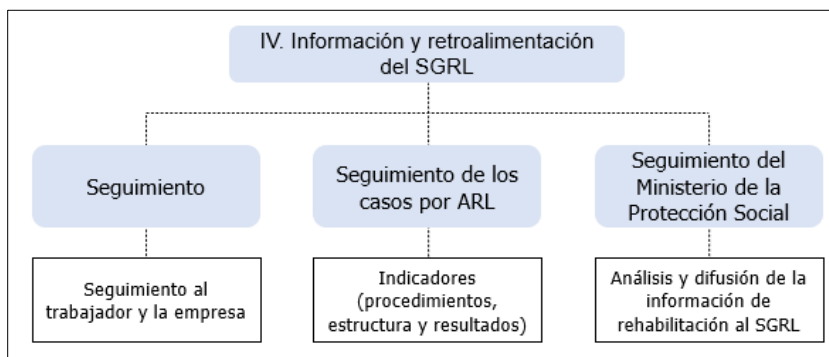 IV. Información y retroalimentación
del SGRL
Seguimiento
Seguimiento de los
casos por ARL
Seguimiento del
Ministerio de la
Protección Social
Seguimiento al
trabajador y la empresa
Indicadores
(procedimientos,
estructura y resultados)
Análisis y difusión de la
información de
rehabilitación al SGRL